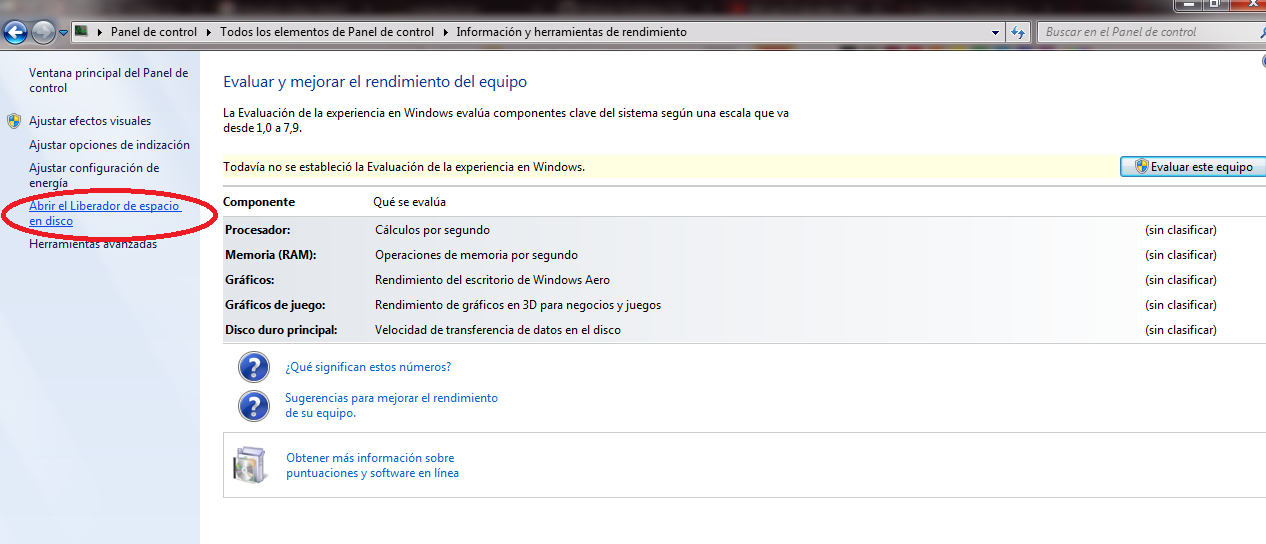 Panel de control Todos los elementos de Panel de control Información y herramientas de rendimiento
Buscar en el Panel de control
Ventana principal del Panel de
control
Ajustar efectos visuales
Ajustar opciones de indización
Ajustar configuración de
energía
Abrir el Liberador de espacio
en disco
Herramientas avanzadas
Evaluar y mejorar el rendimiento del equipo
La Evaluación de la experiencia en Windows evalúa componentes clave del sistema según una escala que va
desde 1,0 a 7,9.
Todavía no se estableció la Evaluación de la experiencia en Windows.
Evaluar este equipo
Componente Qué se evalúa
Procesador: Cálculos por segundo (sin clasificar)
Memoria (RAM): Operaciones de memoria por segundo (sin clasificar)
Gráficos: Rendimiento del escritorio de Windows Aero (sin clasificar)
Gráficos de juego: Rendimiento de gráficos en 3D para negocios y juegos (sin clasificar)
Disco duro principal: Velocidad de transferencia de datos en el disco (sin clasificar)
¿Qué significan estos números?
Sugerencias para mejorar el rendimiento
de su equipo.
Obtener más información sobre
puntuaciones y software en línea